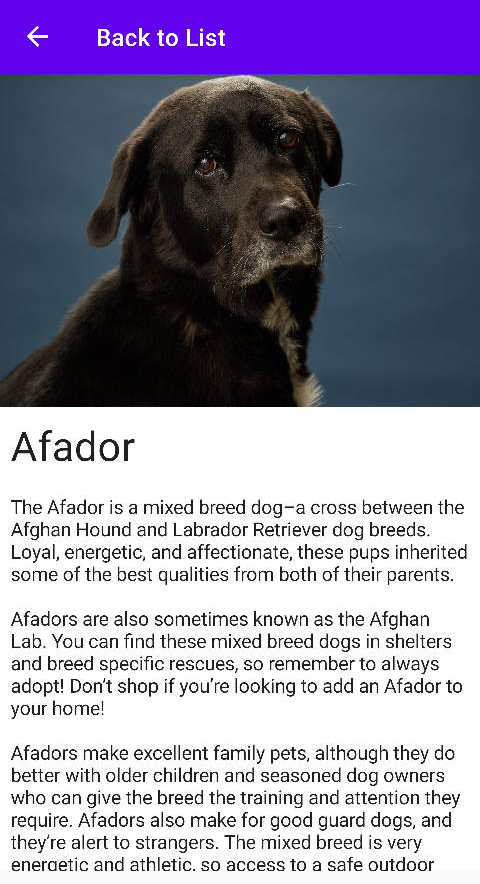 Back to List
Afador
The Afador is a mixed breed dog–a cross between the
Afghan Hound and Labrador Retriever dog breeds.
Loyal, energetic, and affectionate, these pups inherited
some of the best qualities from both of their parents.
Afadors are also sometimes known as the Afghan
Lab. You can find these mixed breed dogs in shelters
and breed specific rescues, so remember to always
adopt! Don’t shop if you’re looking to add an Afador to
your home!
Afadors make excellent family pets, although they do
better with older children and seasoned dog owners
who can give the breed the training and attention they
require. Afadors also make for good guard dogs, and
they’re alert to strangers. The mixed breed is very
energetic and athletic, so access to a safe outdoor